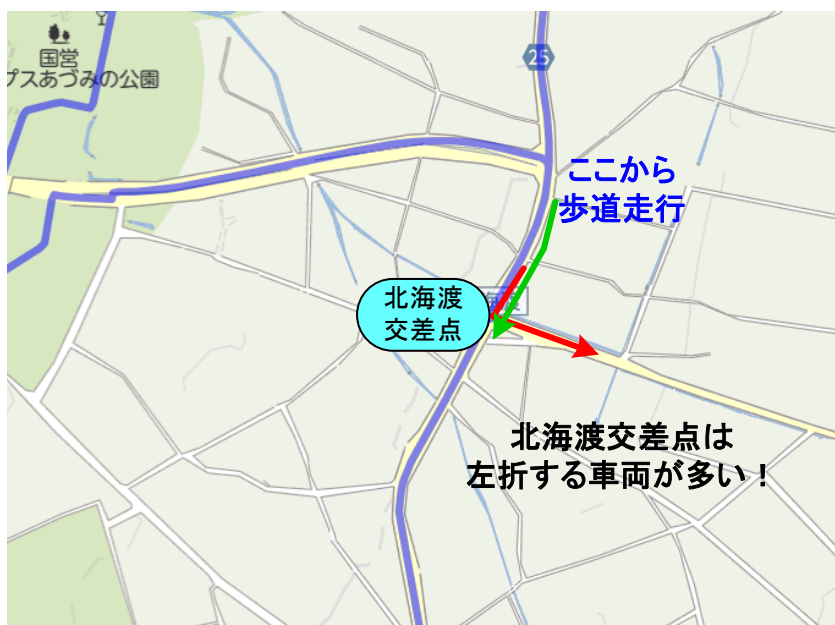 国営
プスあづみの公園
25
ここから
歩道走行
北海渡
交差点
北海渡交差点は
左折する車両が多い！